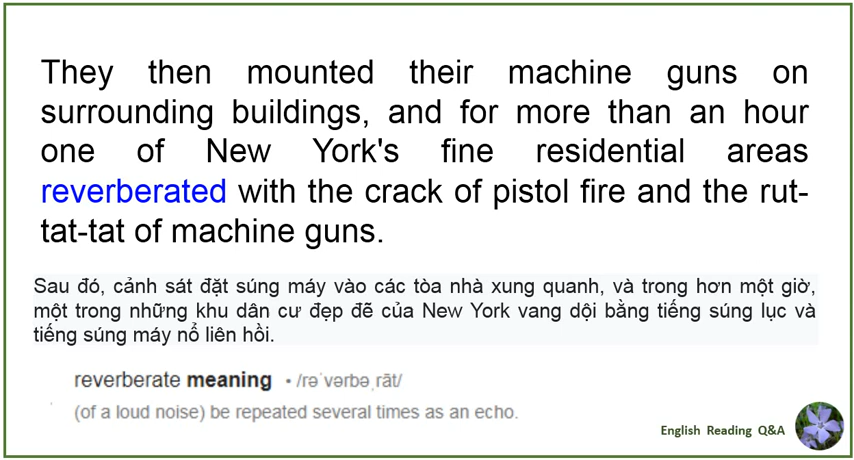 They then mounted their machine guns on
surrounding buildings, and for more than an hour
one of New York's fine residential areas
reverberated with the crack of pistol fire and the rut-
tat-tat of machine guns.
Sau đó, cảnh sát đặt súng máy vào các tòa nhà xung quanh, và trong hơn một giờ,
một trong những khu dân cư đẹp đẽ của New York vang dội bằng tiếng súng lục và
tiếng súng máy nổ liên hồi.
reverberate meaning • /rəˈvərbəˌrāt/
(of a loud noise) be repeated several times as an echo.
English Reading Q&A